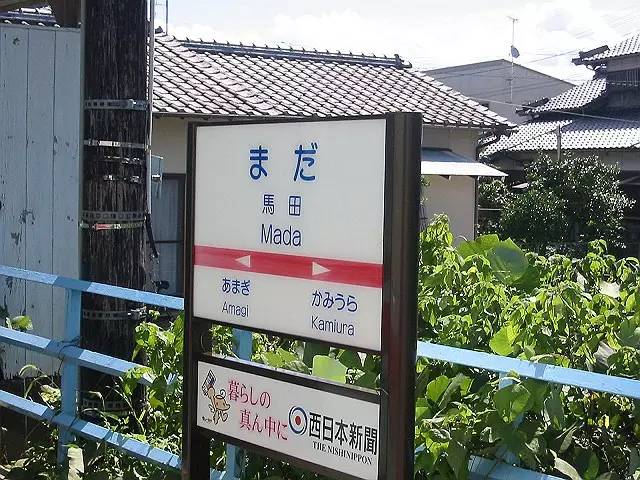 まだ
馬田
Mada
あまぎ かみうら
Amagi Kamiura
暮らしの
真ん中に
西日本新聞
THE NISHINIPPON